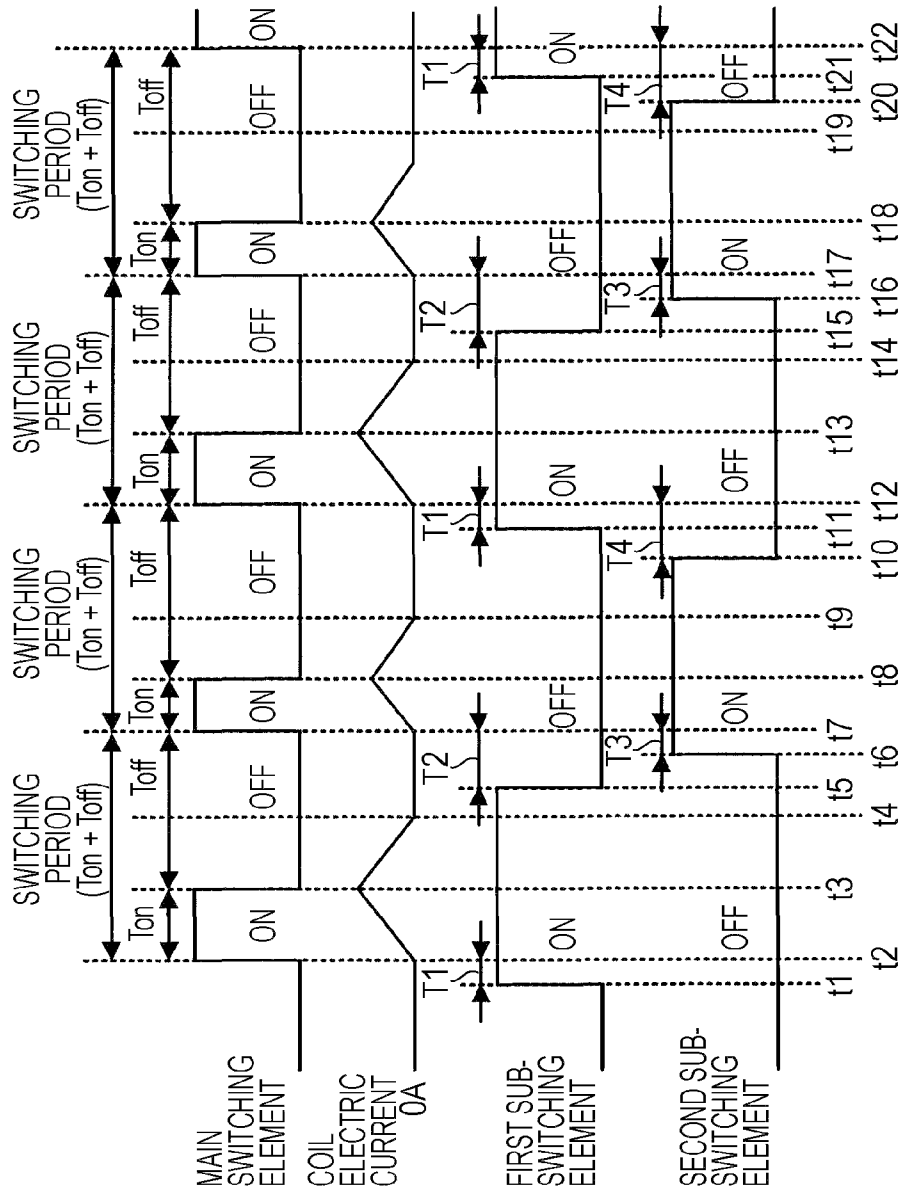 SWITCHING
PERIOD
(Ton + Toff)
SWITCHING
PERIOD
(Ton + Toff)
SWITCHING
PERIOD
(Ton + Toff)
SWITCHING
PERIOD
(Ton + Toff)
Ton
Toff
Ton
Toff
Ton
Toff
Ton
Toff
MAIN
SWITCHING
ELEMENT
ON
OFF
ON
OFF
ON
OFF
ON
OFF
ON
COIL
ELECTRIC
CURRENT
0A
T1
T2
T1
T2
T1
FIRST SUB-
SWITCHING
ELEMENT
ON
OFF
ON
OFF
ON
T3
T4
T3
T4
SECOND SUB-
SWITCHING
ELEMENT
OFF
ON
OFF
ON
OFF
t1
t2
t3
t4
t5
t6
t7
t8
t9
t10
t11
t12
t13
t14
t15
t16
t17
t18
t19
t20
t21
t22